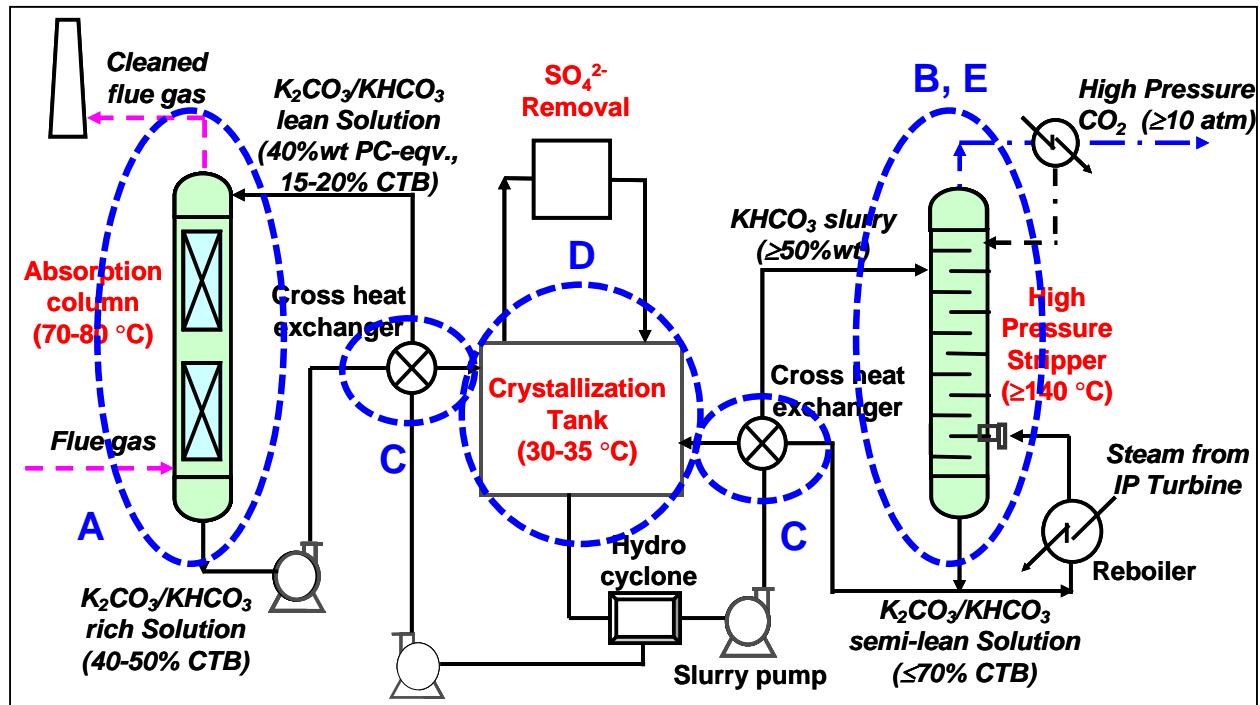 Cleaned
flue gas
K₂CO₃/KHCO₃
lean Solution
(40%wt PC-eqv.,
15-20% CTB)
SO₄²⁻
Removal
B, E
High Pressure
CO₂ (≥10 atm)
KHCO₃ slurry
(≥50%wt)
Absorption
column
(70-80 °C)
Cross heat
exchanger
D
High
Pressure
Stripper
(≥140 °C)
Crystallization
Tank
(30-35 °C)
Cross heat
exchanger
Flue gas
C
Steam from
IP Turbine
A
C
Hydro
cyclone
Reboiler
K₂CO₃/KHCO₃
rich Solution
(40-50% CTB)
Slurry pump
K₂CO₃/KHCO₃
semi-lean Solution
(≤70% CTB)